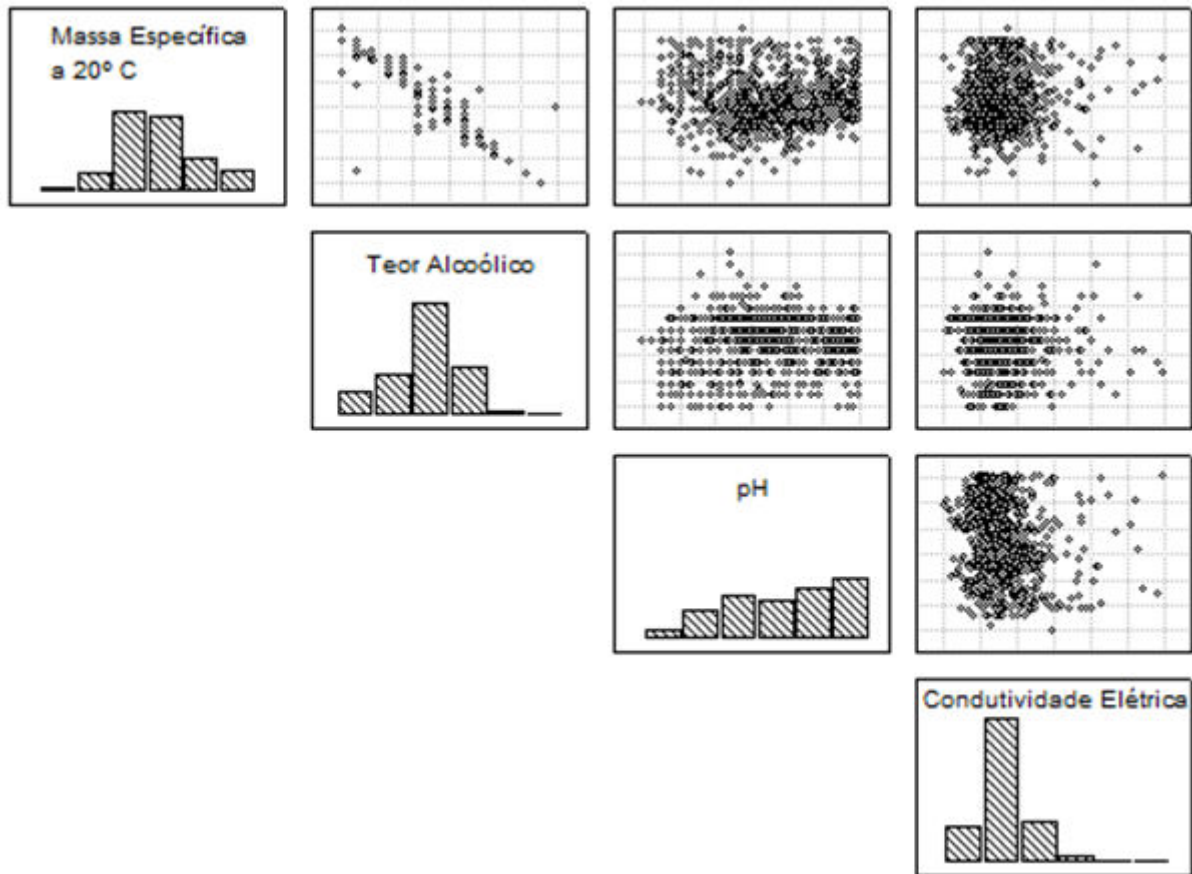 Massa Específica
a 20º C
Teor Alcoólico
pH
Condutividade Elétrica